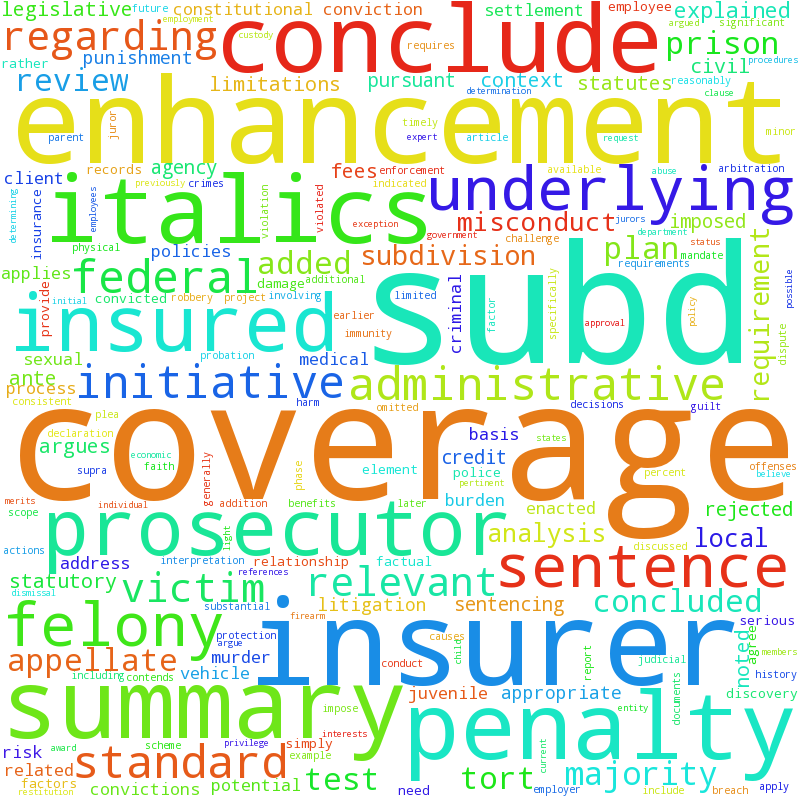 legislative future constitutional conviction settlement employee explained
employment argued significant
regarding conclude prison
custody requires
rather punishment civil procedures
review limitations pursuant context statutes reasonably
determination clause
enhancement
parent juror timely expert article request minor
client records agency fees enforcement available abuse arbitration
previously crimes indicated
italics underlying
determining insurance employees violation violated exception misconduct jurors imposed
government department status
physical policies challenge subdivision plan mandate
applies federal added requirements requirement
damage additional
convicted robbery project involving limited
provide insured subd
initial earlier immunity criminal factor specifically approval policy dispute possible
sexual probation medical
ante initiative administrative
process
consistent harm omitted decisions guilt
plea coverage
declaration argues basis
supra economic faith generally phase element credit police states percent offenses believe
pertinent
merits individual addition benefits later burden enacted rejected
scope prosecutor analysis local
actions light discussed
address interpretation relationship factual sentence
references
statutory victim relevant
dismissal concluded
substantial litigation sentencing serious
felony firearm
protection insurer causes
argue
appellate murder child report judicial noted agree members
conduct
including contends vehicle juvenile appropriate documents history
discovery
summary impose penalty
interests entity
risk award scheme privilege simply current
related standard example majority
factors test tort
restitution convictions potential need employer include breach apply